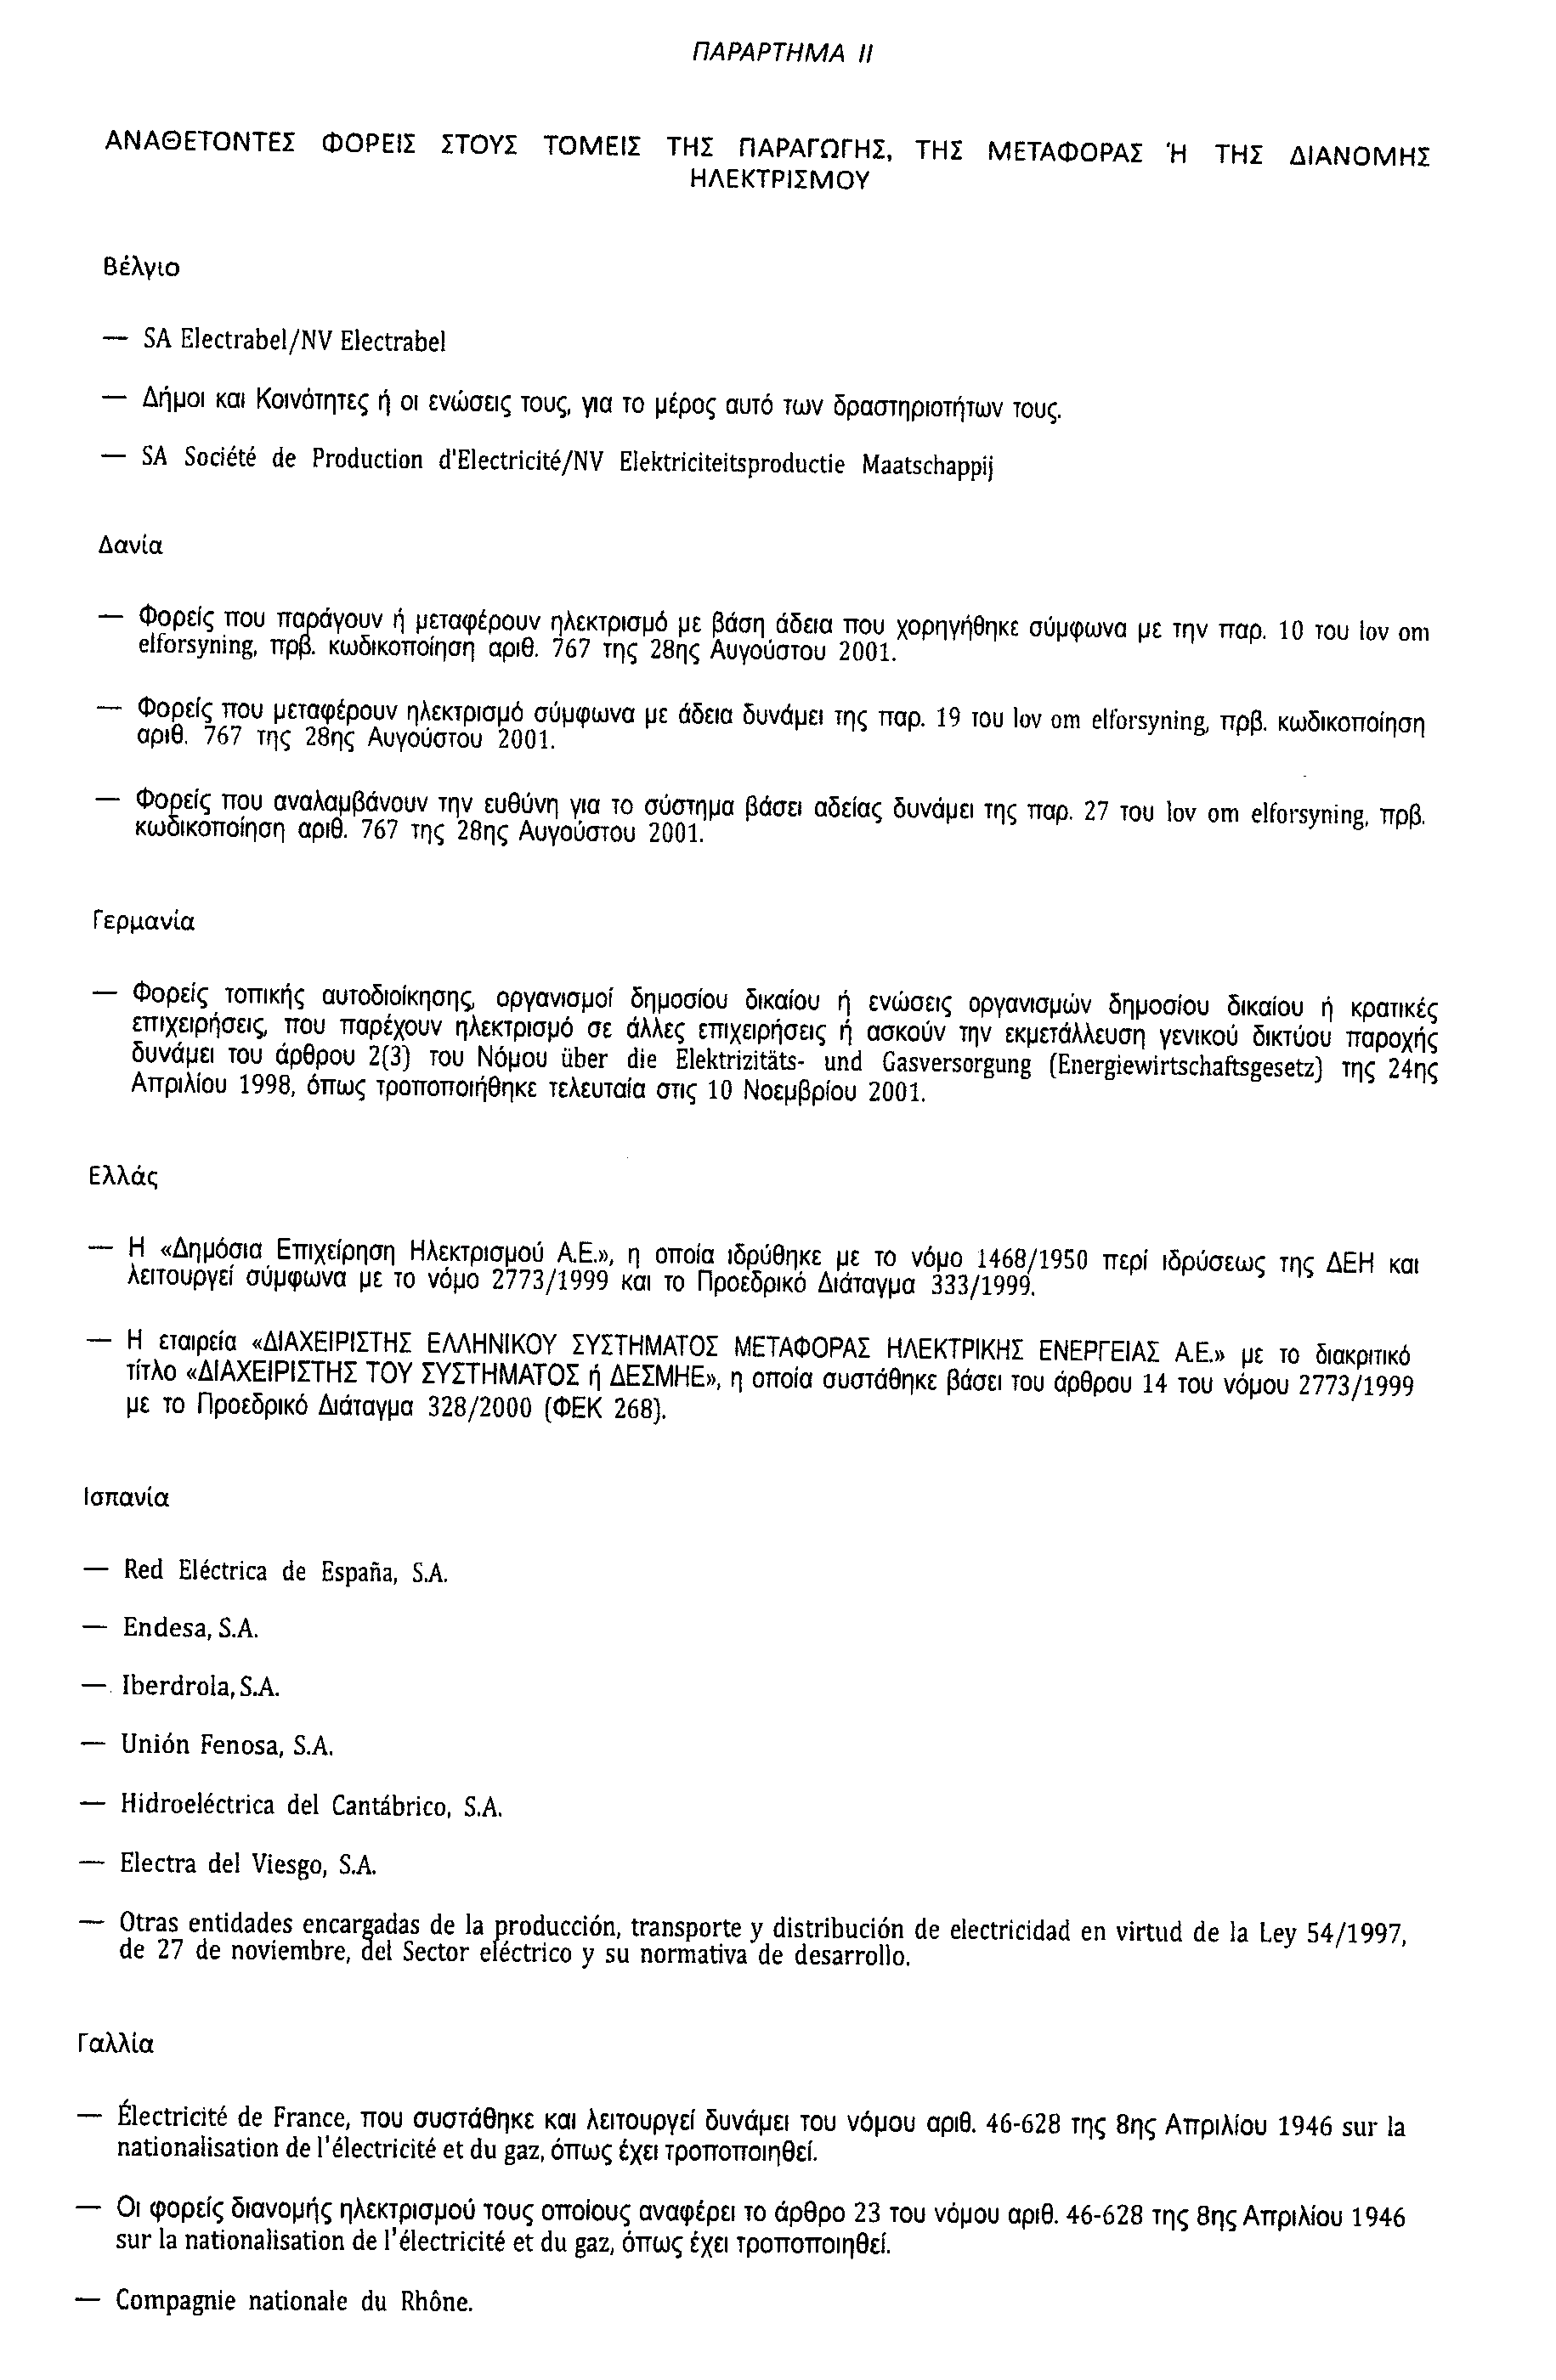 ΠΑΡΑΡΤΗΜΑ II
ΑΝΑΘΕΤΟΝΤΕΣ ΦΟΡΕΙΣ ΣΤΟΥΣ ΤΟΜΕΙΣ ΤΗΣ ΠΑΡΑΓΩΓΗΣ, ΤΗΣ ΜΕΤΑΦΟΡΑΣ Ή ΤΗΣ ΔΙΑΝΟΜΗΣ
ΗΛΕΚΤΡΙΣΜΟΥ
Βέλγιο
— SA Electrabel/NV Electrabel
— Δήμοι και Κοινότητες ή οι ενώσεις τους, για το μέρος αυτό των δραστηριοτήτων τους.
— SA Société de Production d'Electricité/NV Elektriciteitsproductie Maatschappij
Δανία
— Φορείς που παράγουν ή μεταφέρουν ηλεκτρισμό με βάση άδεια που χορηγήθηκε σύμφωνα με την παρ. 10 του lov om
elforsyning, πρβ. κωδικοποίηση αριθ. 767 της 28ης Αυγούστου 2001.
— Φορείς που μεταφέρουν ηλεκτρισμό σύμφωνα με άδεια δυνάμει της παρ. 19 του lov om elforsyning, πρβ. κωδικοποίηση
αριθ. 767 της 28ης Αυγούστου 2001.
— Φορείς που αναλαμβάνουν την ευθύνη για το σύστημα βάσει αδείας δυνάμει της παρ. 27 του lov om elforsyning, πρβ.
κωδικοποίηση αριθ. 767 της 28ης Αυγούστου 2001.
Γερμανία
— Φορείς τοπικής αυτοδιοίκησης, οργανισμοί δημοσίου δικαίου ή ενώσεις οργανισμών δημοσίου δικαίου ή κρατικές
επιχειρήσεις, που παρέχουν ηλεκτρισμό σε άλλες επιχειρήσεις ή ασκούν την εκμετάλλευση γενικού δικτύου παροχής
δυνάμει του άρθρου 2(3) του Νόμου über die Elektrizitäts- und Gasversorgung (Energiewirtschaftsgesetz) της 24ης
Απριλίου 1998, όπως τροποποιήθηκε τελευταία στις 10 Νοεμβρίου 2001.
Ελλάς
— Η «Δημόσια Επιχείρηση Ηλεκτρισμού Α.Ε.», η οποία ιδρύθηκε με το νόμο 1468/1950 περί ιδρύσεως της ΔΕΗ και
λειτουργεί σύμφωνα με το νόμο 2773/1999 και το Προεδρικό Διάταγμα 333/1999.
— Η εταιρεία «ΔΙΑΧΕΙΡΙΣΤΗΣ ΕΛΛΗΝΙΚΟΥ ΣΥΣΤΗΜΑΤΟΣ ΜΕΤΑΦΟΡΑΣ ΗΛΕΚΤΡΙΚΗΣ ΕΝΕΡΓΕΙΑΣ Α.Ε.» με το διακριτικό
τίτλο «ΔΙΑΧΕΙΡΙΣΤΗΣ ΤΟΥ ΣΥΣΤΗΜΑΤΟΣ ή ΔΕΣΜΗΕ», η οποία συστάθηκε βάσει του άρθρου 14 του νόμου 2773/1999
με το Προεδρικό Διάταγμα 328/2000 (ΦΕΚ 268).
Ισπανία
— Red Eléctrica de España, S.A.
— Endesa, S.A.
— Iberdrola, S.A.
— Unión Fenosa, S.A.
— Hidroeléctrica del Cantábrico, S.A.
— Electra del Viesgo, S.A.
— Otras entidades encargadas de la producción, transporte y distribución de electricidad en virtud de la Ley 54/1997,
de 27 de noviembre, del Sector eléctrico y su normativa de desarrollo.
Γαλλία
— Électricité de France, που συστάθηκε και λειτουργεί δυνάμει του νόμου αριθ. 46-628 της 8ης Απριλίου 1946 sur la
nationalisation de l'électricité et du gaz, όπως έχει τροποποιηθεί.
— Οι φορείς διανομής ηλεκτρισμού τους οποίους αναφέρει το άρθρο 23 του νόμου αριθ. 46-628 της 8ης Απριλίου 1946
sur la nationalisation de l'électricité et du gaz, όπως έχει τροποποιηθεί.
— Compagnie nationale du Rhône.